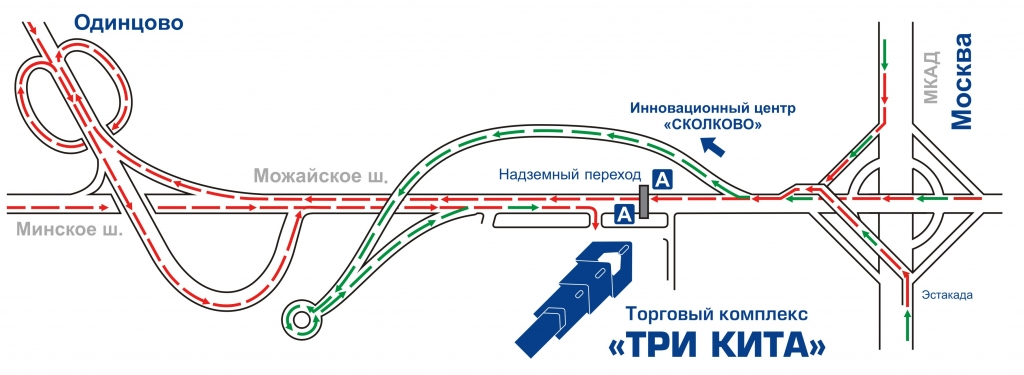 Одинцово
МКАД
Москва
Инновационный центр
«СКОЛКОВО»
Можайское ш.
Надземный переход
А
А
Минское ш.
Эстакада
Торговый комплекс
«ТРИ КИТА»